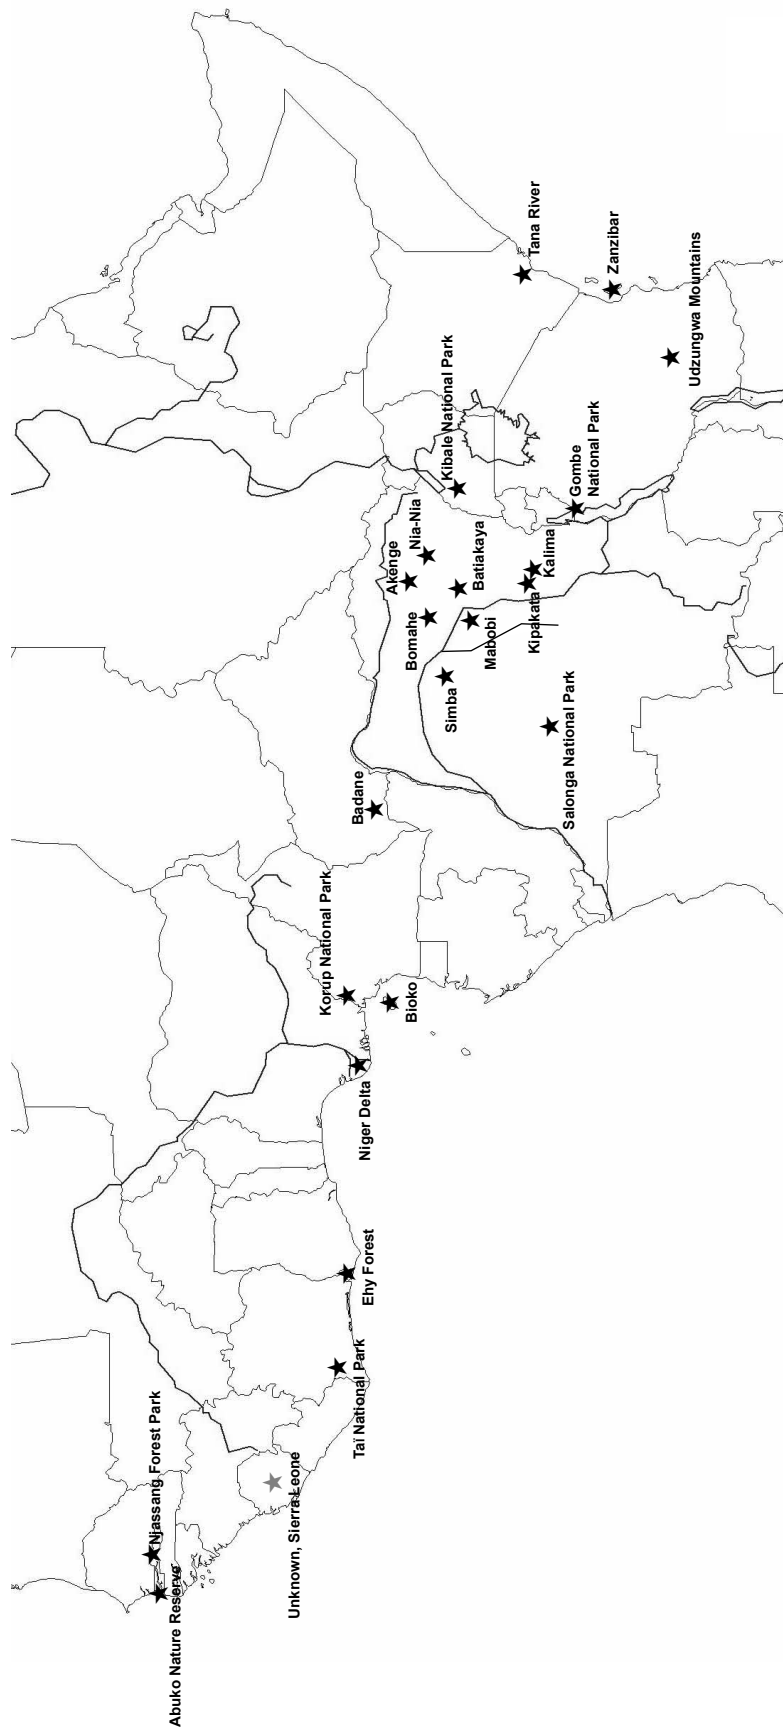 Abuko Nature Reserve
Njassang Forest Park
Unknown, Sierra Leone
Taï National Park
Ehy Forest
Niger Delta
Korup National Park
Bioko
Badane
Salonga National Park
Simba
Bomahe
Mabobi
Akenge
Nia-Nia
Batiakaya
Kipakata
Kalima
Kibale National Park
Gombe
National Park
Tana River
Zanzibar
Udzungwa Mountains